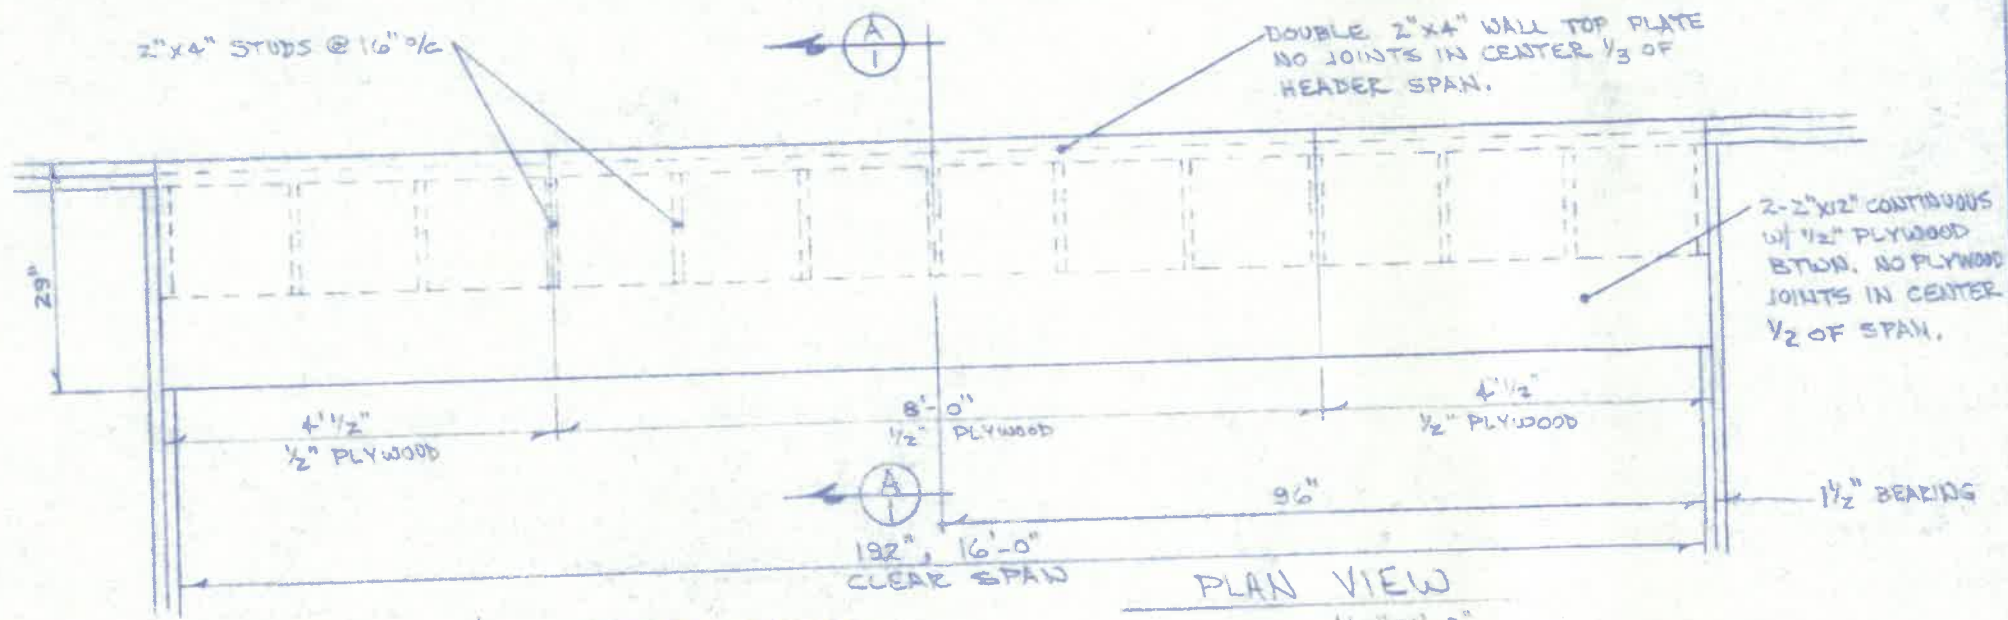 2"x4" STUDS @ 16" o/c
A
1
DOUBLE 2"x4" WALL TOP PLATE
NO JOINTS IN CENTER 1/3 OF
HEADER SPAN.
29"
2-2"x12" CONTINUOUS
w/ 1/2" PLYWOOD
BTWN. NO PLYWOOD
JOINTS IN CENTER
1/2 OF SPAN.
4' 1/2"
1/2" PLYWOOD
8'-0"
1/2" PLYWOOD
4' 1/2"
1/2" PLYWOOD
A
1
96"
1 1/2" BEARING
192", 16'-0"
CLEAR SPAN
PLAN VIEW